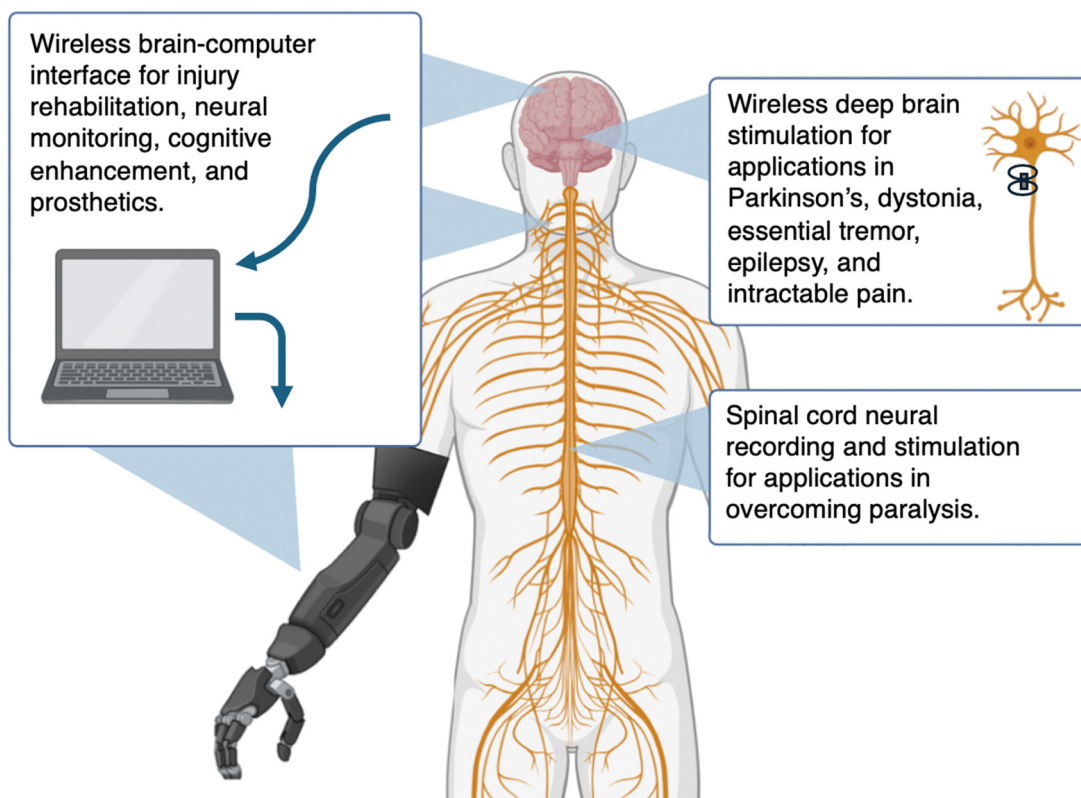 Wireless brain-computer
interface for injury
rehabilitation, neural
monitoring, cognitive
enhancement, and
prosthetics.
Wireless deep brain
stimulation for
applications in
Parkinson's, dystonia,
essential tremor,
epilepsy, and
intractable pain.
Spinal cord neural
recording and stimulation
for applications in
overcoming paralysis.